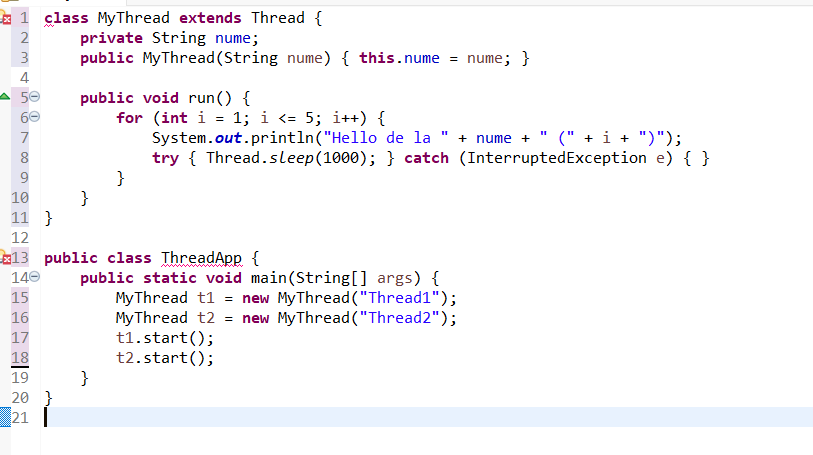 1 class MyThread extends Thread {
2 private String nume;
3 public MyThread(String nume) { this.nume = nume; }
4
5 public void run() {
6 for (int i = 1; i <= 5; i++) {
7 System.out.println("Hello de la " + nume + " (" + i + ")");
8 try { Thread.sleep(1000); } catch (InterruptedException e) { }
9 }
10 }
11 }
12
13 public class ThreadApp {
14 public static void main(String[] args) {
15 MyThread t1 = new MyThread("Thread1");
16 MyThread t2 = new MyThread("Thread2");
17 t1.start();
18 t2.start();
19 }
20 }
21